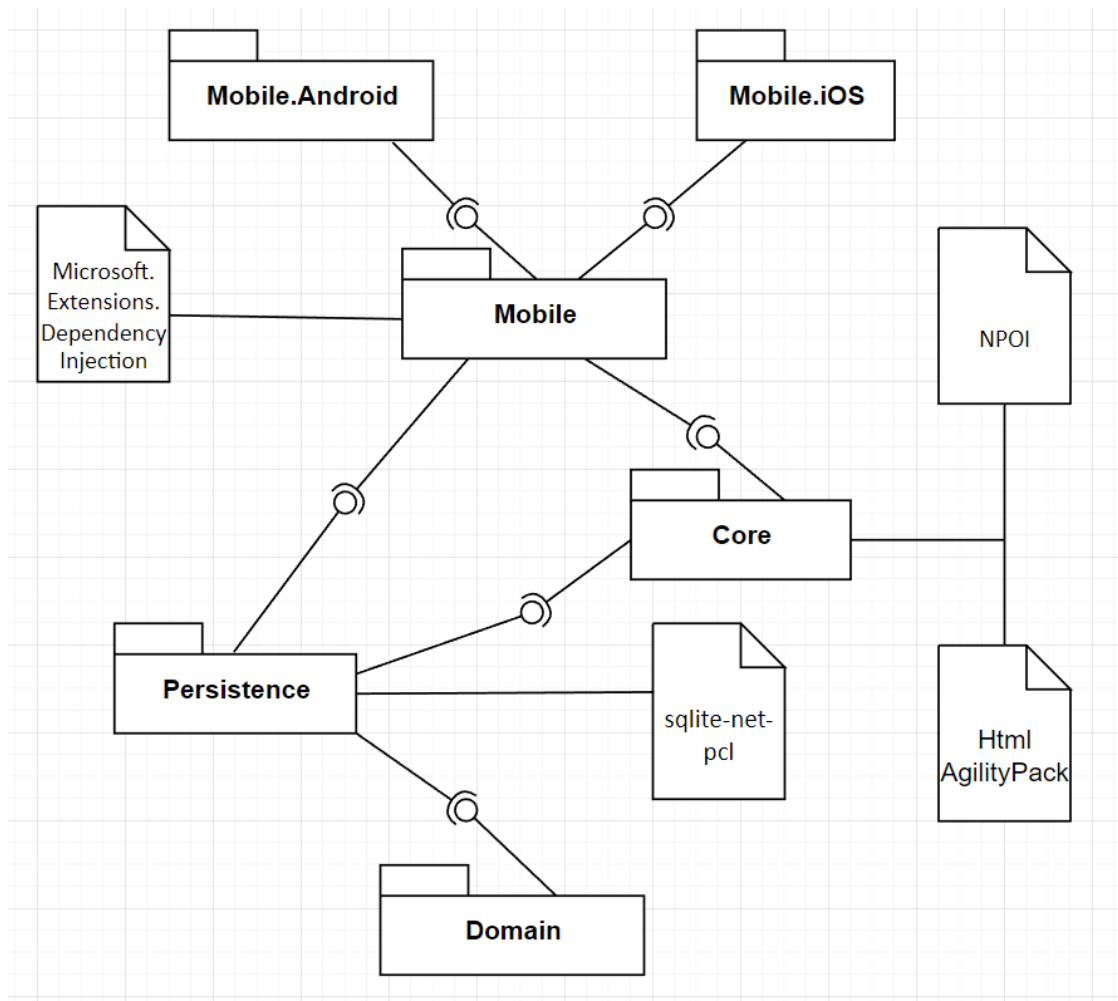 Mobile.Android
Mobile.iOS
Microsoft.
Extensions.
Dependency
Injection
Mobile
NPOI
Core
Persistence
sqlite-net-
pcl
Html
AgilityPack
Domain